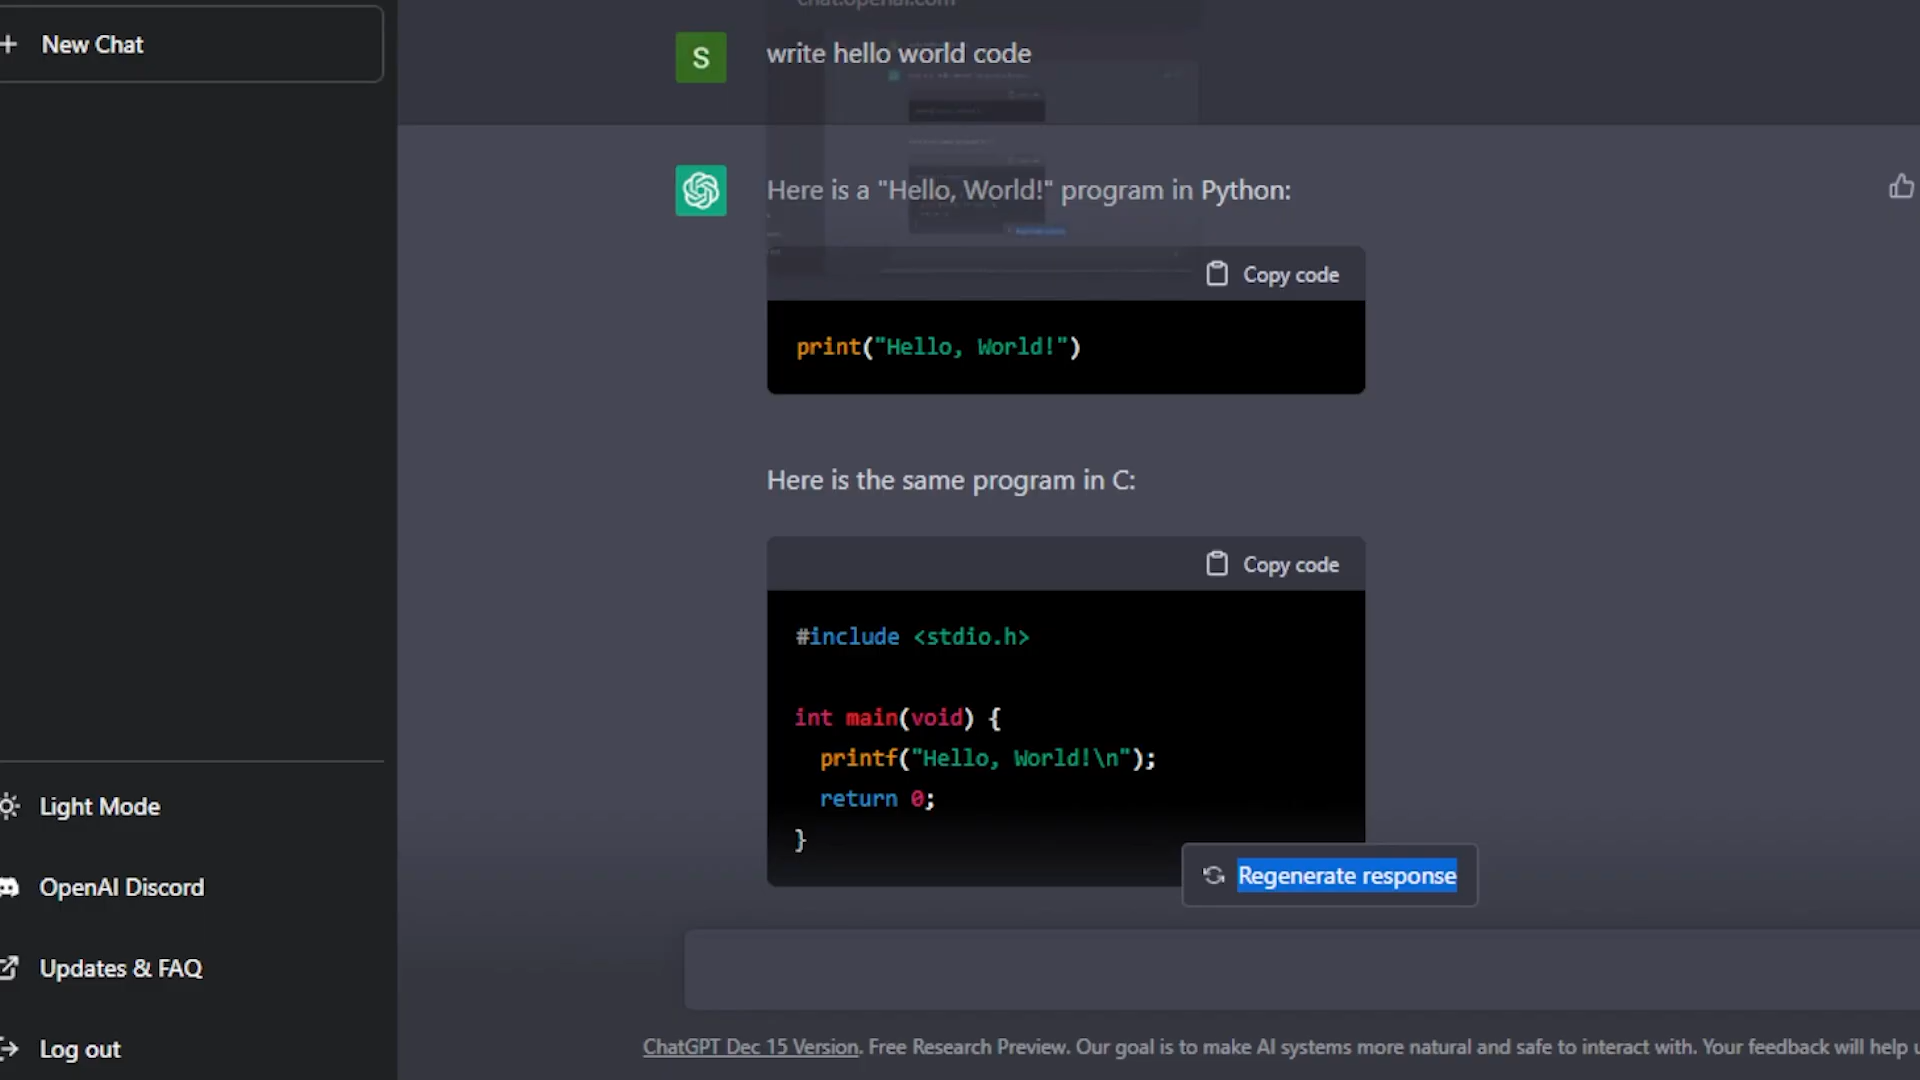 chat.openai.com
New Chat
S
write hello world code
Here is a "Hello, World!" program in Python:
Copy code
print("Hello, World!")
Here is the same program in C:
Copy code
#include <stdio.h>
int main(void) {
printf("Hello, World!\n");
return 0;
}
Regenerate response
Light Mode
OpenAI Discord
Updates & FAQ
Log out
ChatGPT Dec 15 Version. Free Research Preview. Our goal is to make AI systems more natural and safe to interact with. Your feedback will help